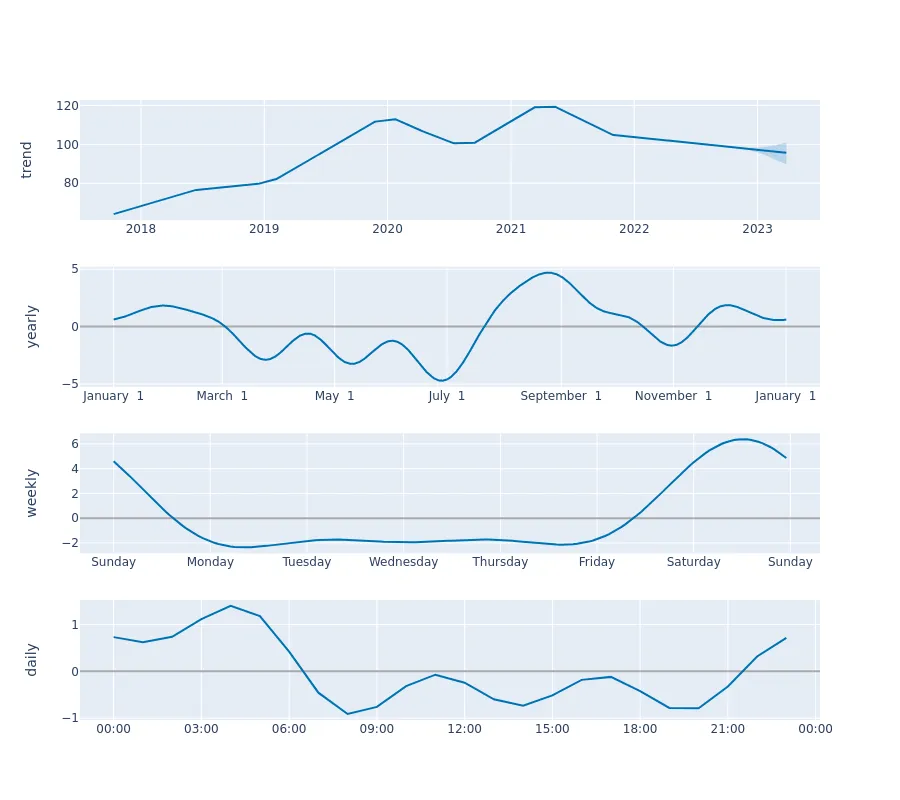 trend
120
100
80
2018 2019 2020 2021 2022 2023
yearly
5
0
−5
January 1 March 1 May 1 July 1 September 1 November 1 January 1
weekly
6
4
2
0
−2
Sunday Monday Tuesday Wednesday Thursday Friday Saturday Sunday
daily
1
0
−1
00:00 03:00 06:00 09:00 12:00 15:00 18:00 21:00 00:00